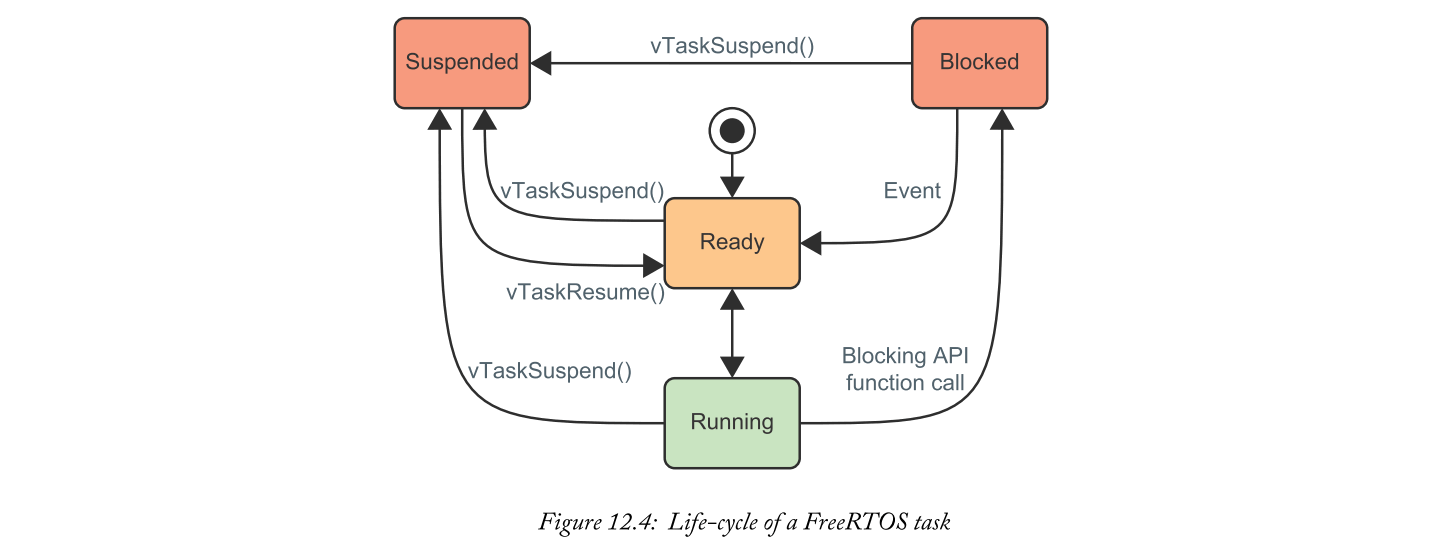 vTaskSuspend()
Suspended
Blocked
vTaskSuspend()
Event
Ready
vTaskResume()
Blocking API
function call
vTaskSuspend()
Running
Figure 12.4: Life-cycle of a FreeRTOS task